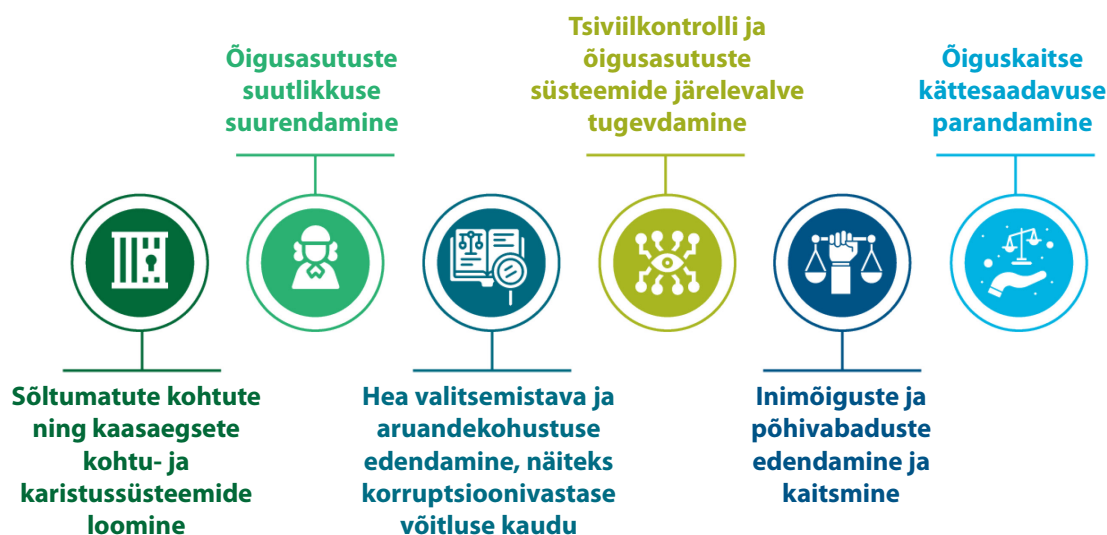 Sõltumatute kohtute
ning kaasaegsete
kohtu- ja
karistussüsteemide
loomine
Õigusasutuste
suutlikkuse
suurendamine
Hea valitsemistava ja
aruandekohustuse
edendamine, näiteks
korruptsioonivastase
võitluse kaudu
Tsiviilkontrolli ja
õigusasutuste
süsteemide järelevalve
tugevdamine
Inimõiguste ja
põhivabaduste
edendamine ja
kaitsmine
Õiguskaitse
kättesaadavuse
parandamine